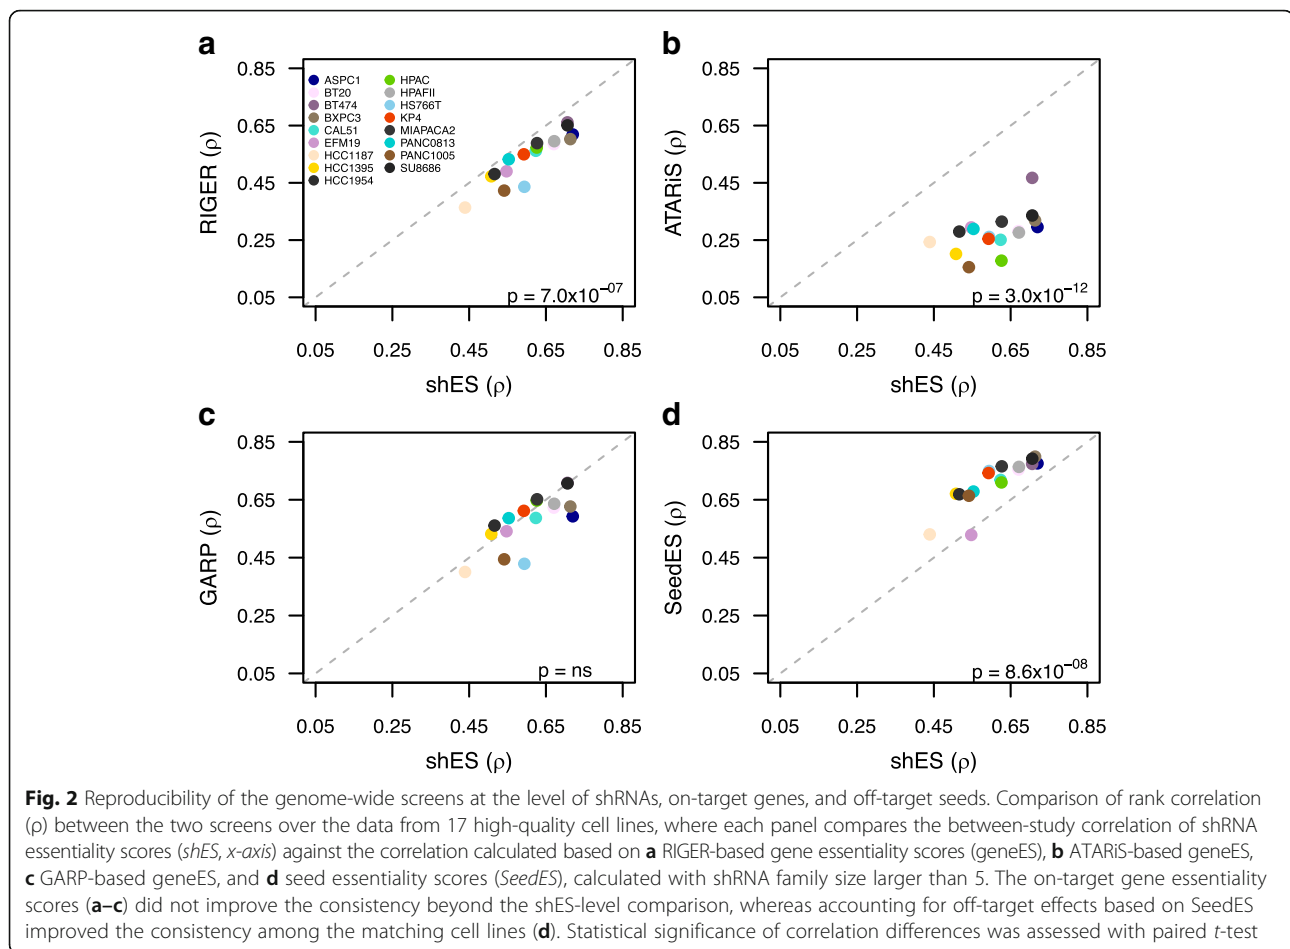 a
RIGER (ρ)
0.85
0.65
0.45
0.25
0.05
ASPC1
BT20
BT474
BXPC3
CAL51
EFM19
HCC1187
HCC1395
HCC1954
HPAC
HPAFII
HS766T
KP4
MIAPACA2
PANC0813
PANC1005
SU8686
p = 7.0x10⁻⁰⁷
0.05 0.25 0.45 0.65 0.85
shES (ρ)
b
ATARiS (ρ)
0.85
0.65
0.45
0.25
0.05
p = 3.0x10⁻¹²
0.05 0.25 0.45 0.65 0.85
shES (ρ)
c
GARP (ρ)
0.85
0.65
0.45
0.25
0.05
p = ns
0.05 0.25 0.45 0.65 0.85
shES (ρ)
d
SeedES (ρ)
0.85
0.65
0.45
0.25
0.05
p = 8.6x10⁻⁰⁸
0.05 0.25 0.45 0.65 0.85
shES (ρ)
Fig. 2 Reproducibility of the genome-wide screens at the level of shRNAs, on-target genes, and off-target seeds. Comparison of rank correlation
(ρ) between the two screens over the data from 17 high-quality cell lines, where each panel compares the between-study correlation of shRNA
essentiality scores (shES, x-axis) against the correlation calculated based on a RIGER-based gene essentiality scores (geneES), b ATARiS-based geneES,
c GARP-based geneES, and d seed essentiality scores (SeedES), calculated with shRNA family size larger than 5. The on-target gene essentiality
scores (a–c) did not improve the consistency beyond the shES-level comparison, whereas accounting for off-target effects based on SeedES
improved the consistency among the matching cell lines (d). Statistical significance of correlation differences was assessed with paired t-test